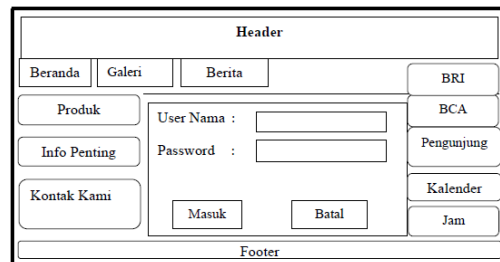 Header
Beranda
Galeri
Berita
BRI
Produk
BCA
User Nama :
Pengunjung
Info Penting
Password :
Kontak Kami
Kalender
Masuk
Batal
Jam
Footer